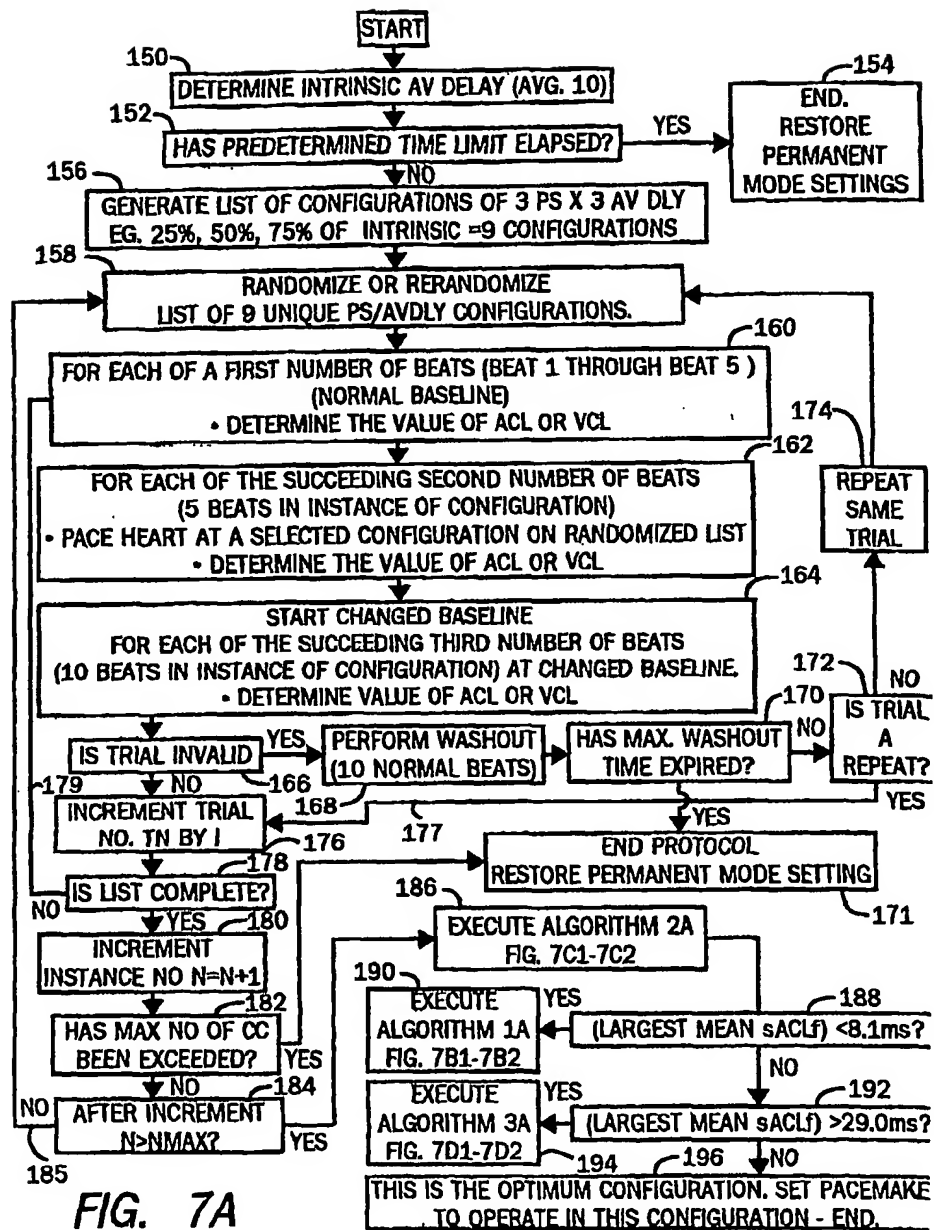 START
150
DETERMINE INTRINSIC AV DELAY (AVG. 10)
152
HAS PREDETERMINED TIME LIMIT ELAPSED?
YES
154
END.
RESTORE
PERMANENT
MODE SETTINGS
NO
156
GENERATE LIST OF CONFIGURATIONS OF 3 PS X 3 AV DLY
EG. 25%, 50%, 75% OF INTRINSIC =9 CONFIGURATIONS
158
RANDOMIZE OR RERANDOMIZE
LIST OF 9 UNIQUE PS/AVDLY CONFIGURATIONS.
160
FOR EACH OF A FIRST NUMBER OF BEATS (BEAT 1 THROUGH BEAT 5 )
(NORMAL BASELINE)
• DETERMINE THE VALUE OF ACL OR VCL
162
FOR EACH OF THE SUCCEEDING SECOND NUMBER OF BEATS
(5 BEATS IN INSTANCE OF CONFIGURATION)
• PACE HEART AT A SELECTED CONFIGURATION ON RANDOMIZED LIST
• DETERMINE THE VALUE OF ACL OR VCL
174
REPEAT
SAME
TRIAL
164
START CHANGED BASELINE
FOR EACH OF THE SUCCEEDING THIRD NUMBER OF BEATS
(10 BEATS IN INSTANCE OF CONFIGURATION) AT CHANGED BASELINE.
• DETERMINE VALUE OF ACL OR VCL
IS TRIAL INVALID
166
YES
PERFORM WASHOUT
(10 NORMAL BEATS)
168
170
HAS MAX. WASHOUT
TIME EXPIRED?
NO
172
NO
IS TRIAL
A
REPEAT?
YES
179
NO
INCREMENT TRIAL
NO. TN BY I
176
177
YES
END PROTOCOL
RESTORE PERMANENT MODE SETTING
171
178
IS LIST COMPLETE?
NO
YES
180
INCREMENT
INSTANCE NO N=N+1
182
HAS MAX NO OF CC
BEEN EXCEEDED?
YES
NO
184
AFTER INCREMENT
N>NMAX?
NO
YES
185
186
EXECUTE ALGORITHM 2A
FIG. 7C1-7C2
188
(LARGEST MEAN sACLf) <8.1ms?
YES
190
EXECUTE
ALGORITHM 1A
FIG. 7B1-7B2
NO
192
(LARGEST MEAN sACLf) >29.0ms?
YES
EXECUTE
ALGORITHM 3A
FIG. 7D1-7D2
194
NO
196
THIS IS THE OPTIMUM CONFIGURATION. SET PACEMAKE
TO OPERATE IN THIS CONFIGURATION - END.
FIG. 7A